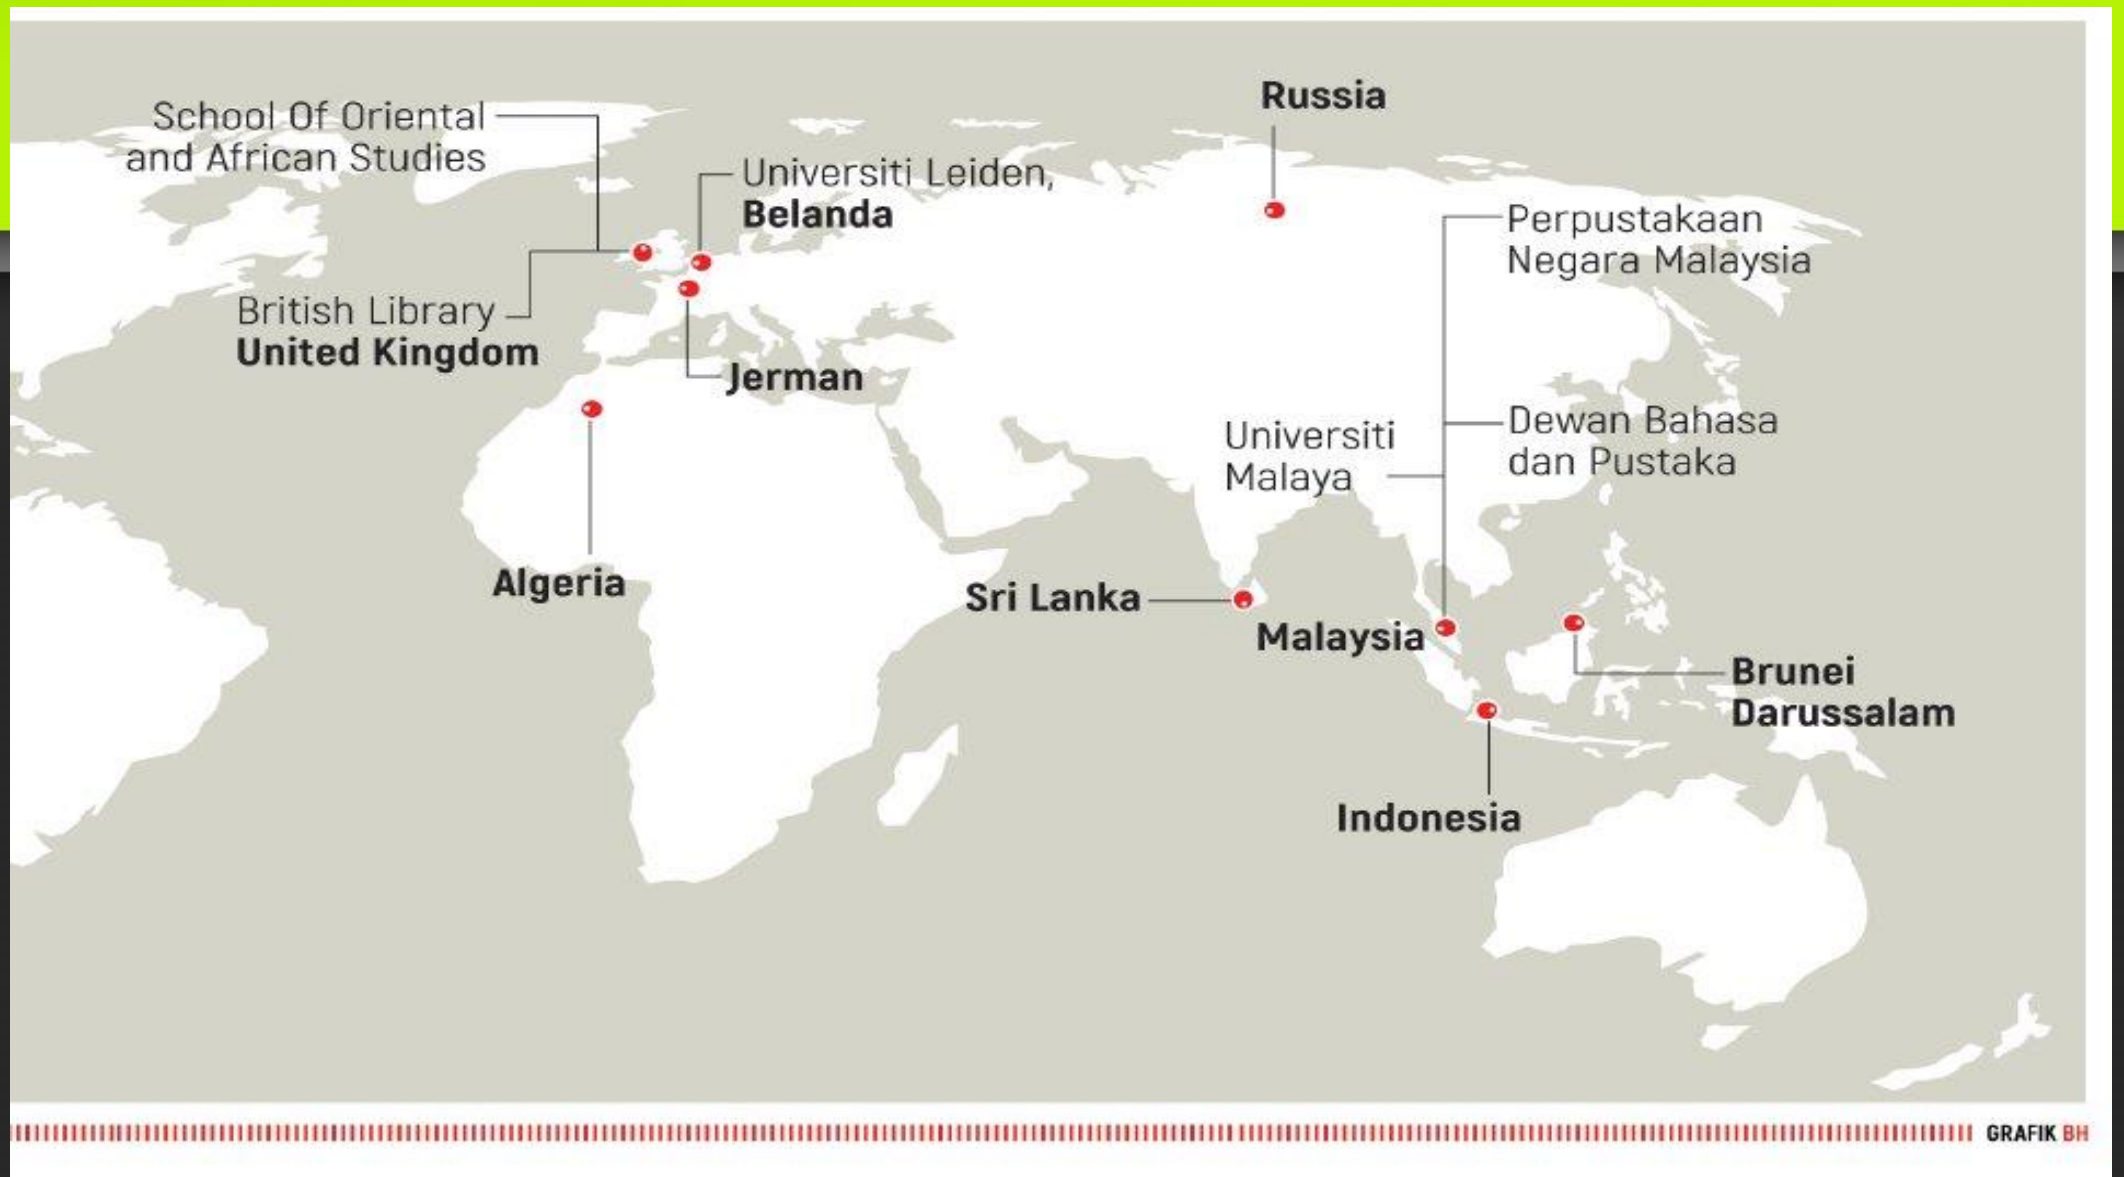 School Of Oriental
and African Studies
Universiti Leiden,
Belanda
Russia
Perpustakaan
Negara Malaysia
British Library
United Kingdom
Jerman
Universiti
Malaya
Dewan Bahasa
dan Pustaka
Algeria
Sri Lanka
Malaysia
Brunei
Darussalam
Indonesia
GRAFIK BH